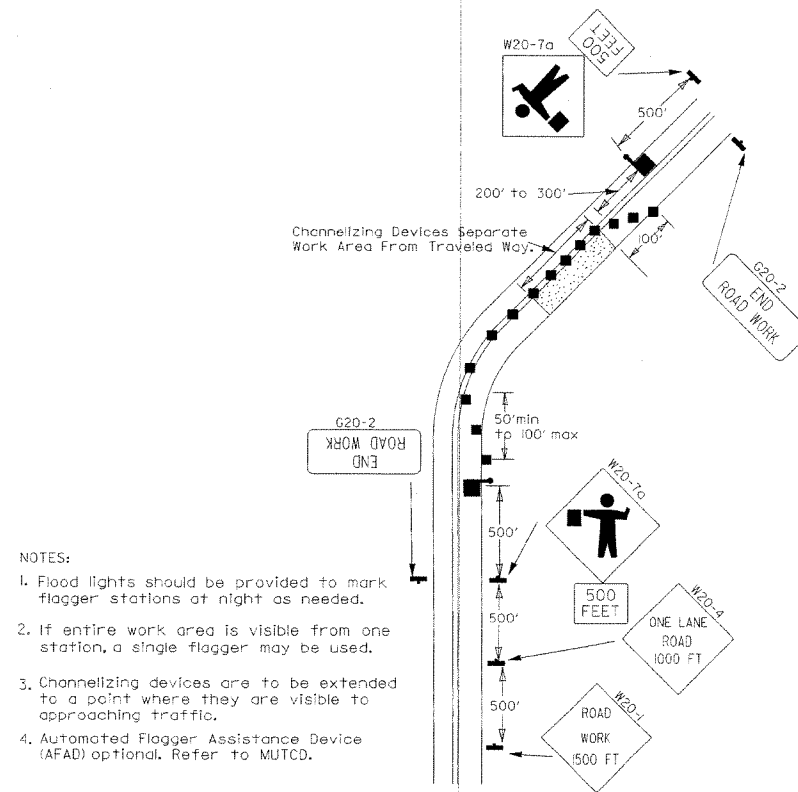 W20-7a
500
FEET
500'
200' to 300'
Channelizing Devices Separate
Work Area From Traveled Way.
100'
G20-2
END
ROAD WORK
G20-2
END
ROAD WORK
50'min
to 100' max
W20-7a
500'
500
FEET
500'
W20-4
ONE LANE
ROAD
1000 FT
500'
W20-1
ROAD
WORK
1500 FT
NOTES:
1. Flood lights should be provided to mark
flagger stations at night as needed.
2. If entire work area is visible from one
station, a single flagger may be used.
3. Channelizing devices are to be extended
to a point where they are visible to
approaching traffic.
4. Automated Flagger Assistance Device
(AFAD) optional. Refer to MUTCD.